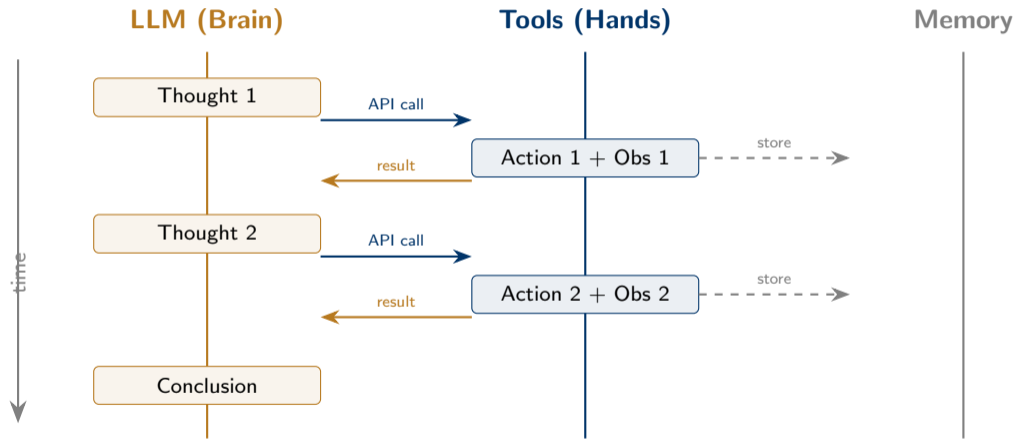 LLM (Brain)
Tools (Hands)
Memory
Thought 1
API call
Action 1 + Obs 1
store
result
Thought 2
API call
Action 2 + Obs 2
store
result
Conclusion
time